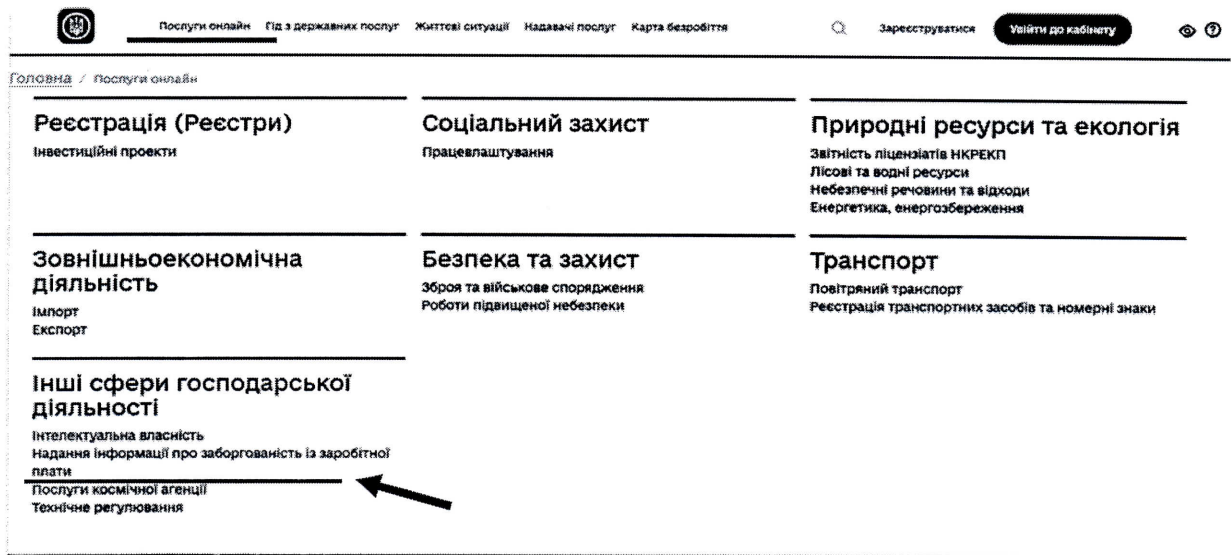 Послуги онлайн Гід з державних послуг Життєві ситуації Надавачі послуг Карта безробіття Зареєструватися Увійти до кабінету
Головна / Послуги онлайн
Реєстрація (Реєстри)
Інвестиційні проекти
Соціальний захист
Працевлаштування
Природні ресурси та екологія
Звітність ліцензіатів НКРЕКП
Лісові та водні ресурси
Небезпечні речовини та відходи
Енергетика, енергозбереження
Зовнішньоекономічна
діяльність
Імпорт
Експорт
Безпека та захист
Зброя та військове спорядження
Роботи підвищеної небезпеки
Транспорт
Повітряний транспорт
Реєстрація транспортних засобів та номерні знаки
Інші сфери господарської
діяльності
Інтелектуальна власність
Надання інформації про заборгованість із заробітної
плати
Послуги космічної агенції
Технічне регулювання